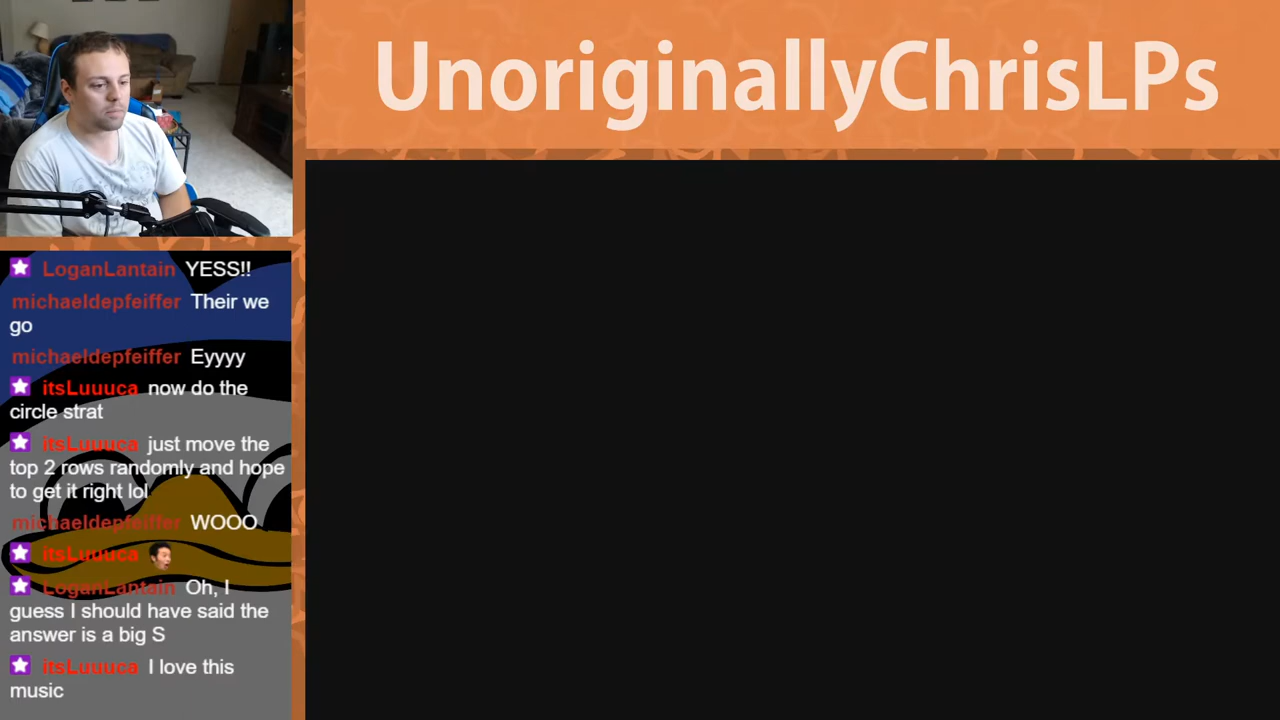 UnoriginallyChrisLPs
LoganLantain YESS!!
michaeldepfeiffer Their we
go
michaeldepfeiffer Eyyyy
itsLuuuca now do the
circle strat
itsLuuuca just move the
top 2 rows randomly and hope
to get it right lol
michaeldepfeiffer WOOO
itsLuuuca
LoganLantain Oh, I
guess I should have said the
answer is a big S
itsLuuuca I love this
music